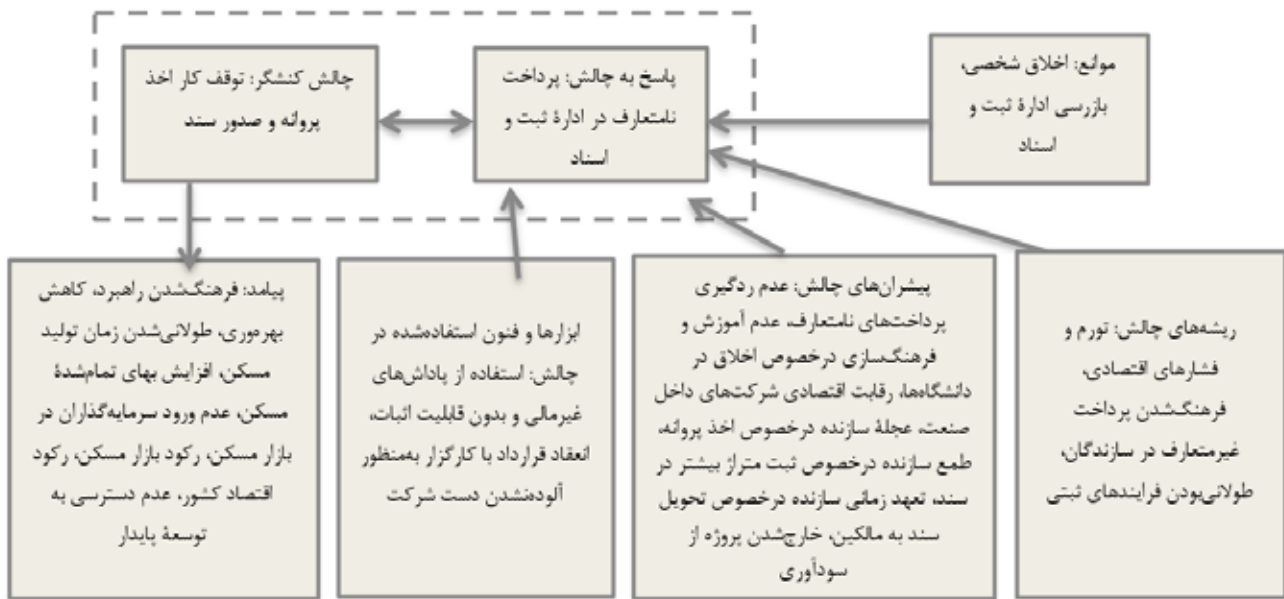 موانع: اخلاق شخصی،
بازرسی ادارۀ ثبت و
اسناد
پاسخ به چالش: پرداخت
نامتعارف در ادارۀ ثبت و
اسناد
چالش کنشگر: توقف کار اخذ
پروانه و صدور سند
ریشه‌های چالش: تورم و
فشارهای اقتصادی،
فرهنگ‌شدن پرداخت
غیرمتعارف در سازندگان،
طولانی‌بودن فرایندهای ثبتی
پیشران‌های چالش: عدم ردگیری
پرداخت‌های نامتعارف، عدم آموزش و
فرهنگ‌سازی درخصوص اخلاق در
دانشگاه‌ها، رقابت اقتصادی شرکت‌های داخل
صنعت، عجلۀ سازنده درخصوص اخذ پروانه،
طمع سازنده درخصوص ثبت متراژ بیشتر در
سند، تعهد زمانی سازنده درخصوص تحویل
سند به مالکین، خارج‌شدن پروژه از
سودآوری
ابزارها و فنون استفاده‌شده در
چالش: استفاده از پاداش‌های
غیرمالی و بدون قابلیت اثبات،
انعقاد قرارداد با کارگزار به‌منظور
آلوده‌نشدن دست شرکت
پیامد: فرهنگ‌شدن راهبرد، کاهش
بهره‌وری، طولانی‌شدن زمان تولید
مسکن، افزایش بهای تمام‌شدۀ
مسکن، عدم ورود سرمایه‌گذاران در
بازار مسکن، رکود بازار مسکن، رکود
اقتصاد کشور، عدم دسترسی به
توسعۀ پایدار